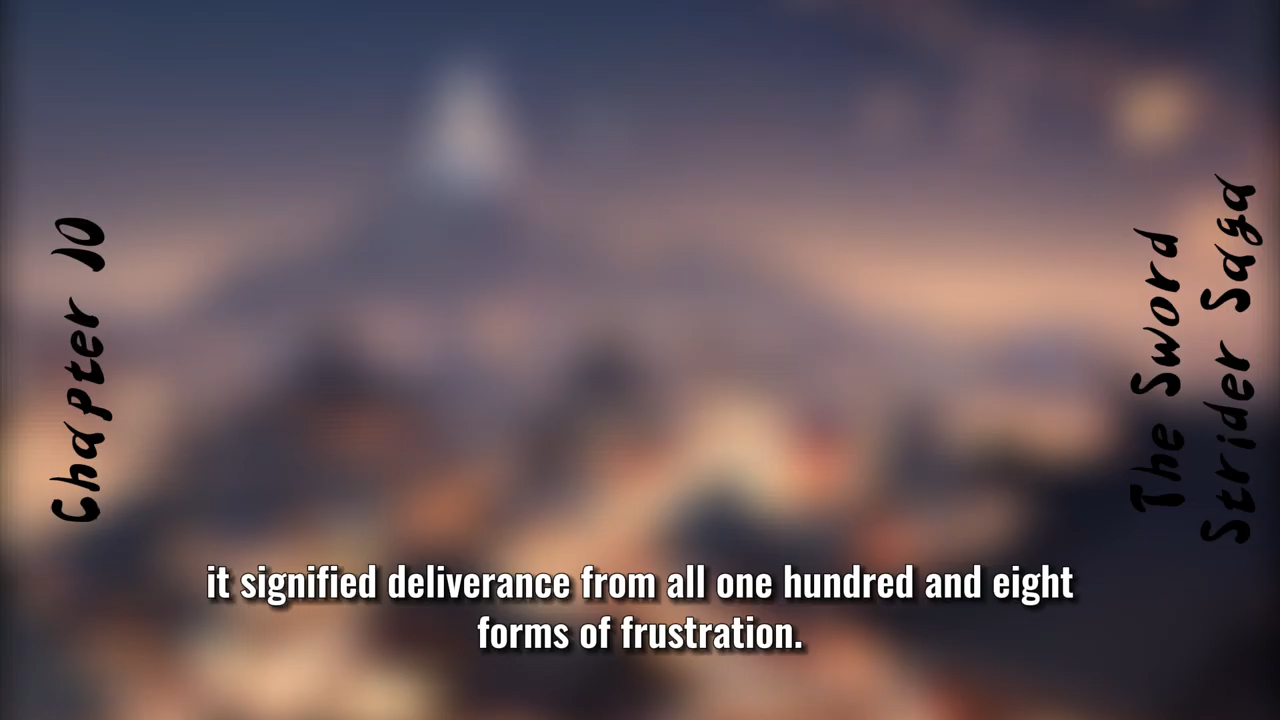 Chapter 10
The Sword
Strider Saga
it signified deliverance from all one hundred and eight
forms of frustration.